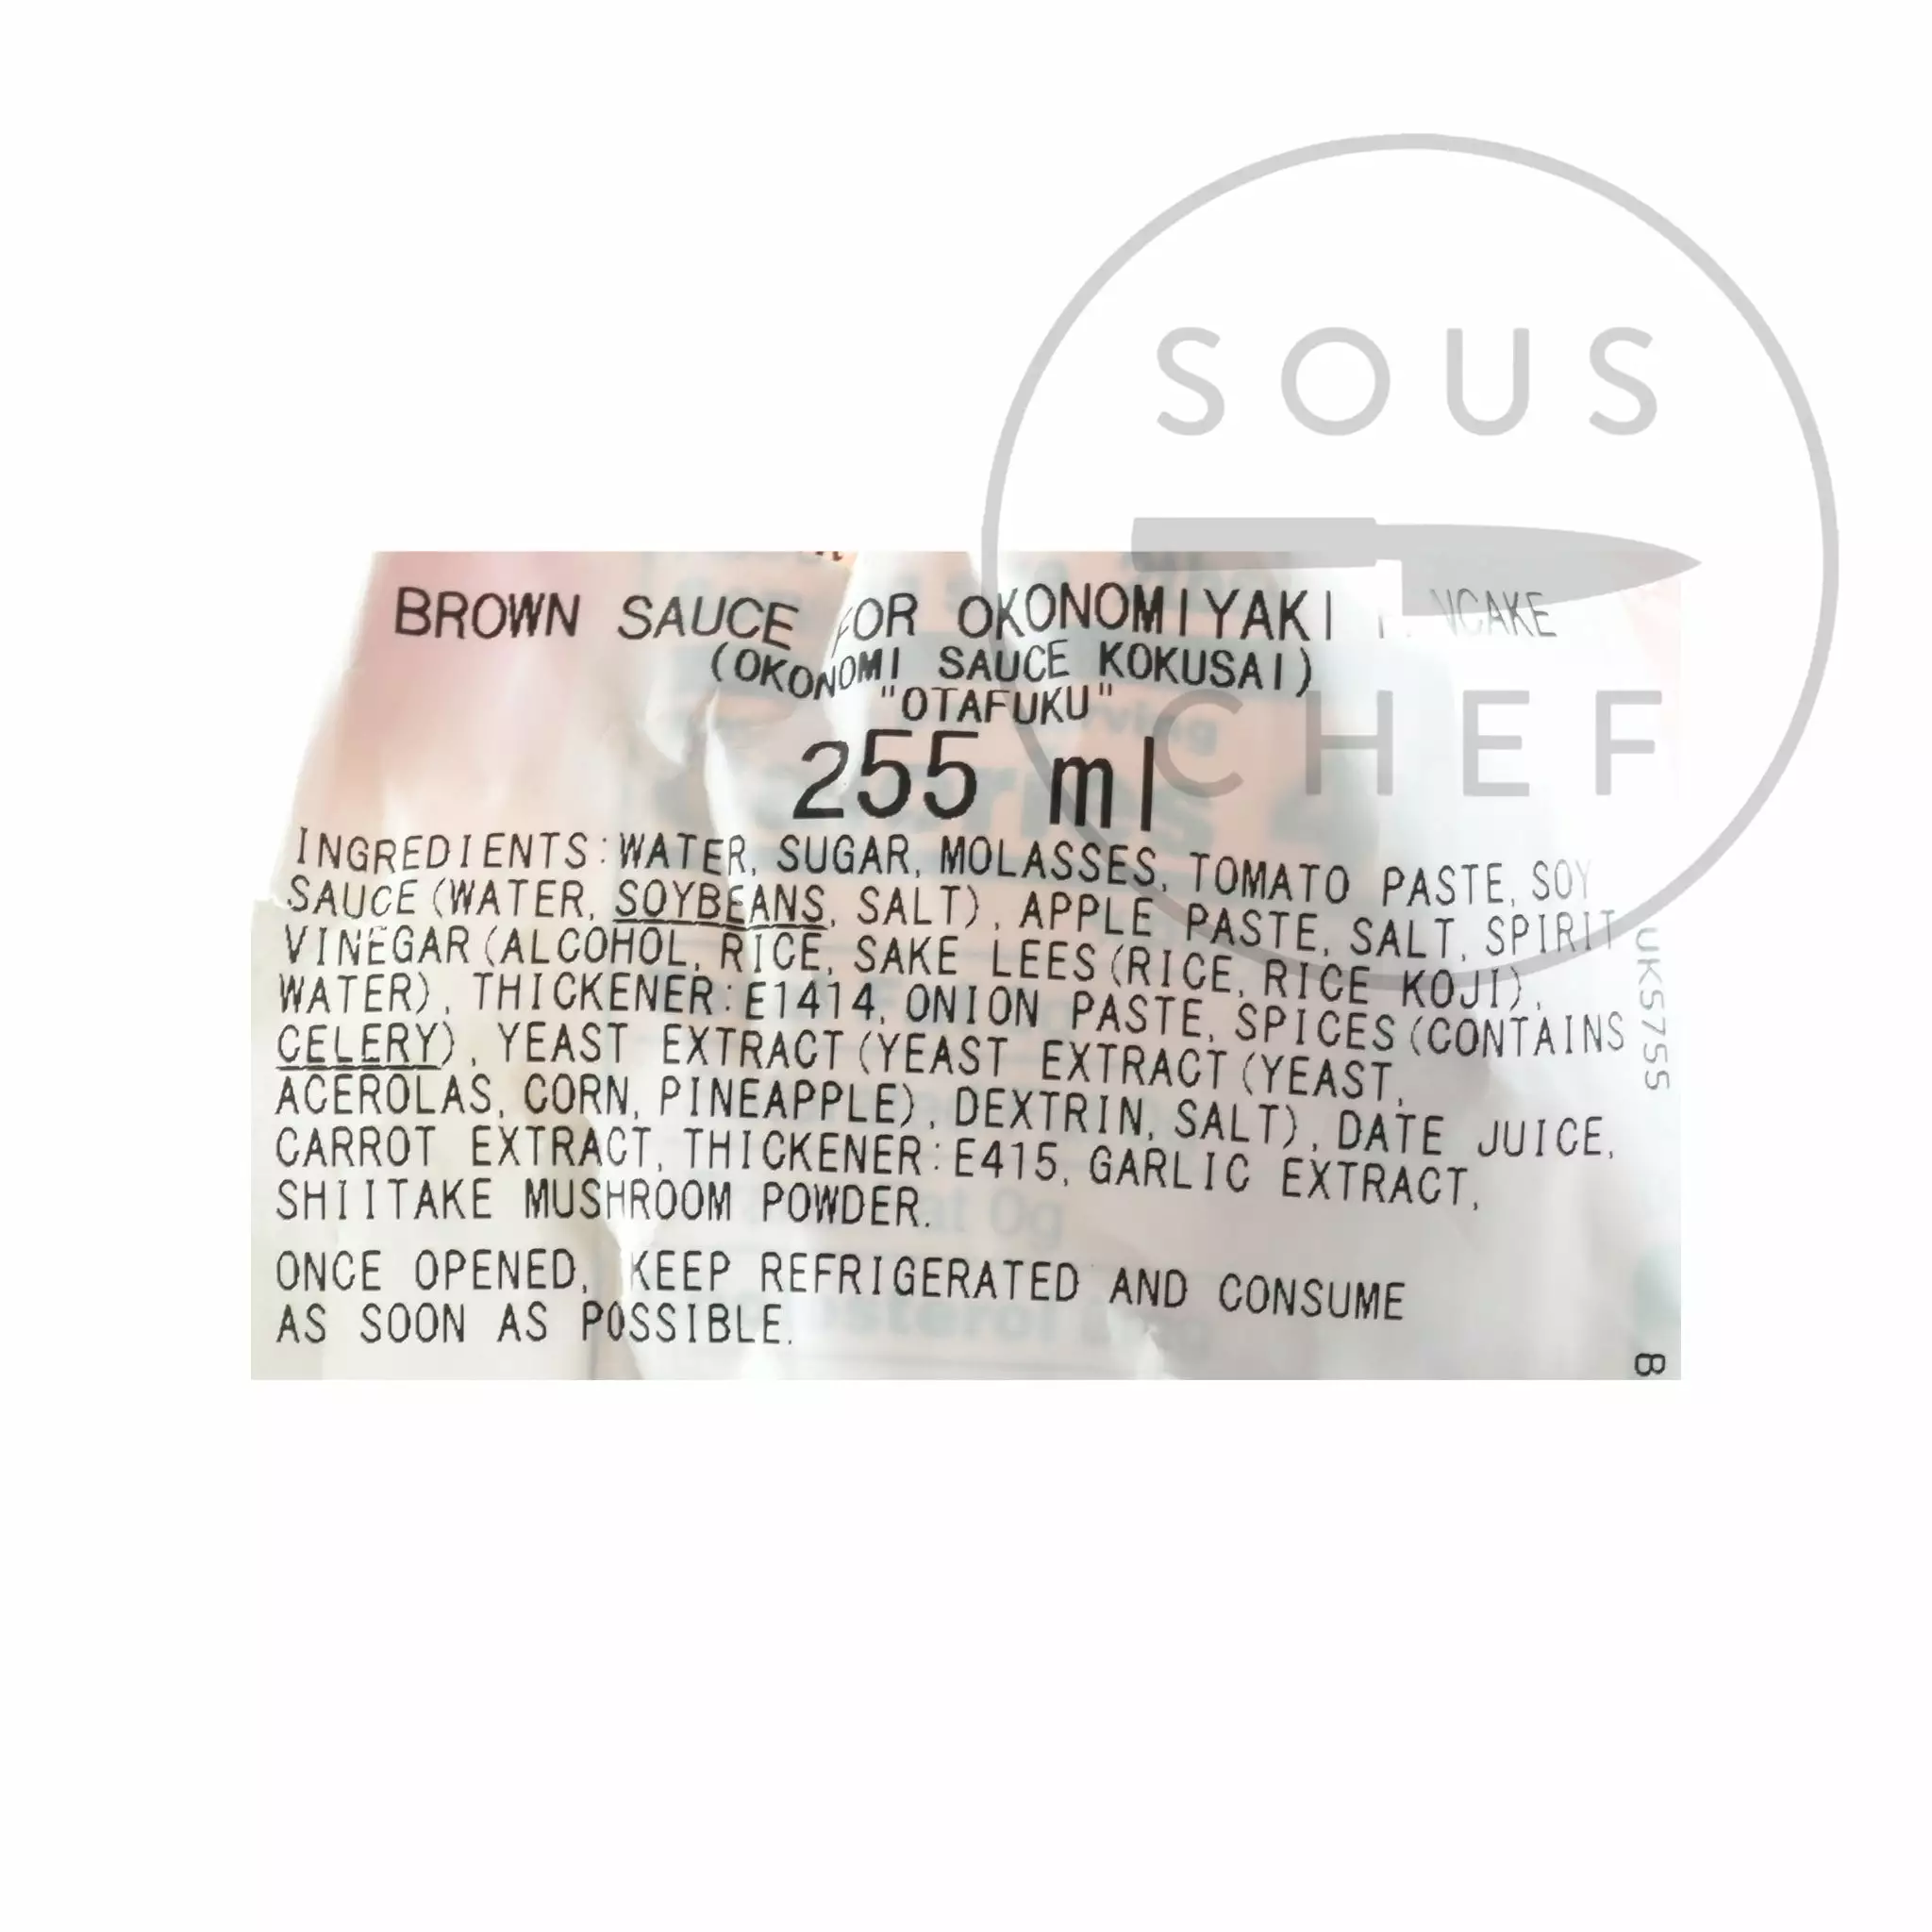 SOUS
CHEF
BROWN SAUCE FOR OKONOMIYAKI
(OKONOMI SAUCE KOKUSAI)
"OTAFUKU"
255 ml
INGREDIENTS:WATER, SUGAR, MOLASSES, TOMATO PASTE, SOY
SAUCE (WATER, SOYBEANS, SALT), APPLE PASTE, SALT, SPIRIT
VINEGAR (ALCOHOL, RICE, SAKE LEES (RICE, RICE KOJI),
WATER), THICKENER:E1414, ONION PASTE, SPICES (CONTAINS
CELERY), YEAST EXTRACT (YEAST EXTRACT (YEAST,
ACEROLAS, CORN, PINEAPPLE), DEXTRIN, SALT), DATE JUICE,
CARROT EXTRACT, THICKENER:E415, GARLIC EXTRACT,
SHIITAKE MUSHROOM POWDER.
ONCE OPENED, KEEP REFRIGERATED AND CONSUME
AS SOON AS POSSIBLE.
UK5755
B